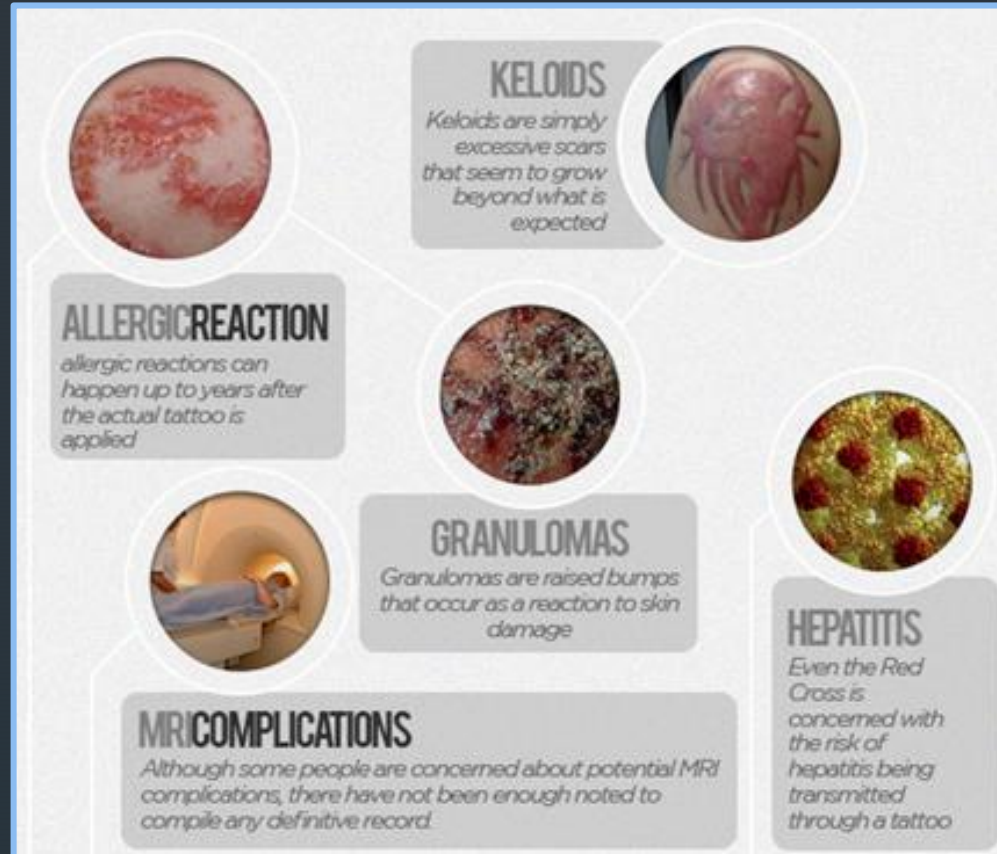 KELOIDS
Keloids are simply
excessive scars
that seem to grow
beyond what is
expected
ALLERGICREACTION
allergic reactions can
happen up to years after
the actual tattoo is
applied
GRANULOMAS
Granulomas are raised bumps
that occur as a reaction to skin
damage
HEPATITIS
Even the Red
Cross is
concerned with
the risk of
hepatitis being
transmitted
through a tattoo
MRICOMPLICATIONS
Although some people are concerned about potential MRI
complications, there have not been enough noted to
compile any definitive record.